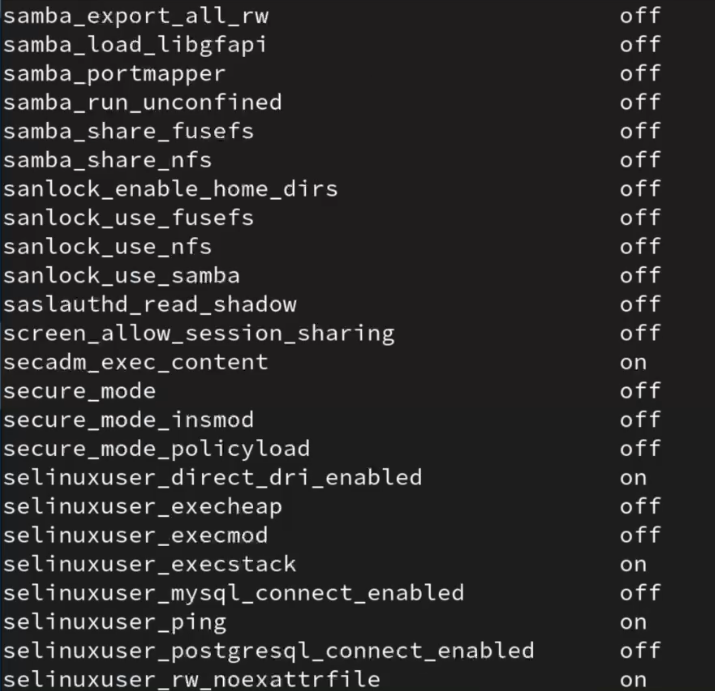 samba_export_all_rw off
samba_load_libgfapi off
samba_portmapper off
samba_run_unconfined off
samba_share_fusefs off
samba_share_nfs off
sanlock_enable_home_dirs off
sanlock_use_fusefs off
sanlock_use_nfs off
sanlock_use_samba off
saslauthd_read_shadow off
screen_allow_session_sharing off
secadm_exec_content on
secure_mode off
secure_mode_insmod off
secure_mode_policyload off
selinuxuser_direct_dri_enabled on
selinuxuser_execheap off
selinuxuser_execmod off
selinuxuser_execstack on
selinuxuser_mysql_connect_enabled off
selinuxuser_ping on
selinuxuser_postgresql_connect_enabled off
selinuxuser_rw_noexattrfile on